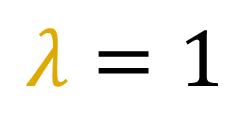 λ = 1